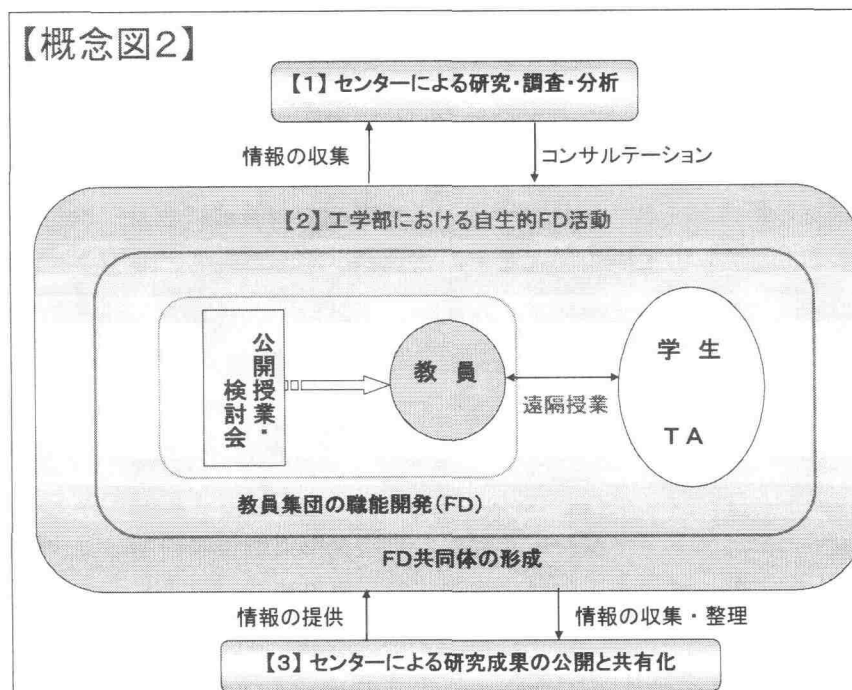 【概念図2】
【1】センターによる研究・調査・分析
情報の収集
コンサルテーション
【2】工学部における自生的FD活動
公開授業・
検討会
教 員
遠隔授業
学 生
TA
教員集団の職能開発(FD)
FD共同体の形成
情報の提供
情報の収集・整理
【3】センターによる研究成果の公開と共有化